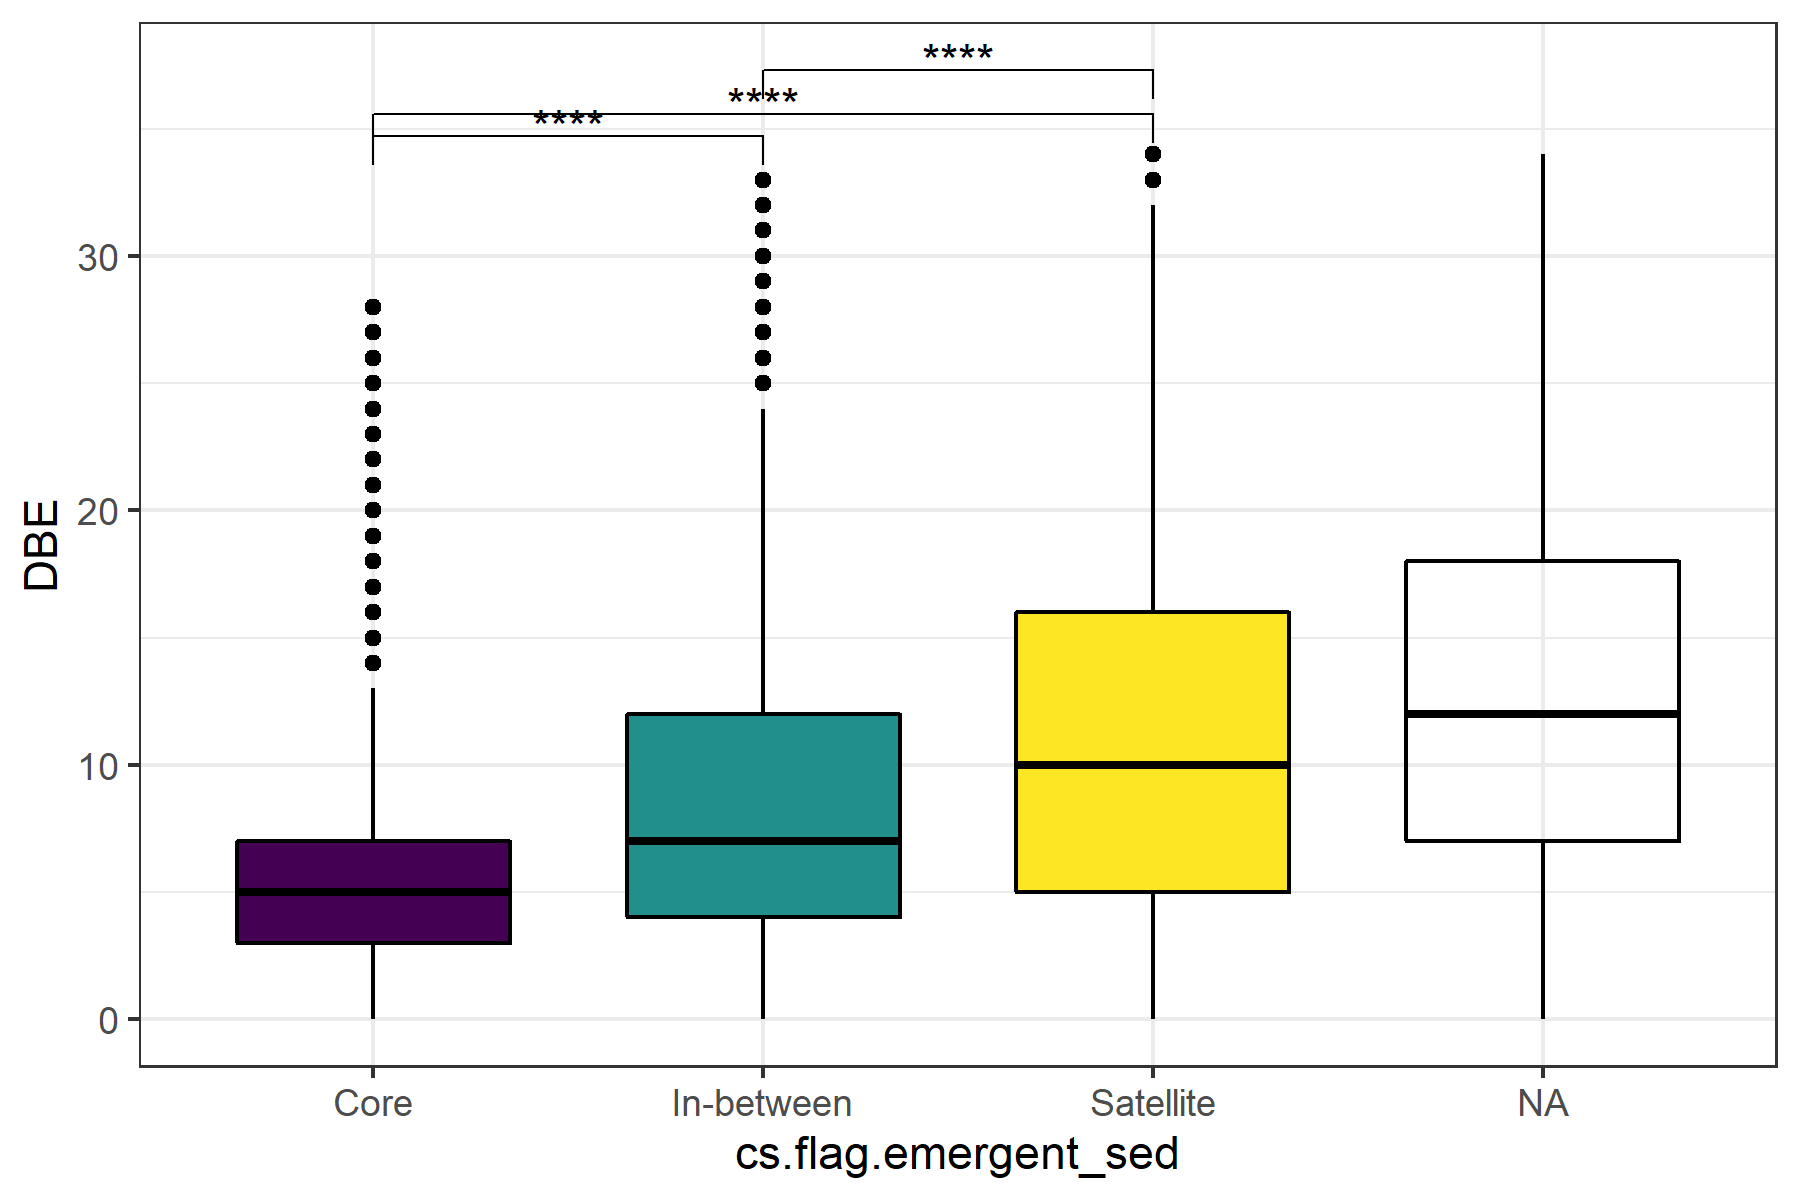 ****
****
****
30
20
10
0
DBE
Core In-between Satellite NA
cs.flag.emergent_sed